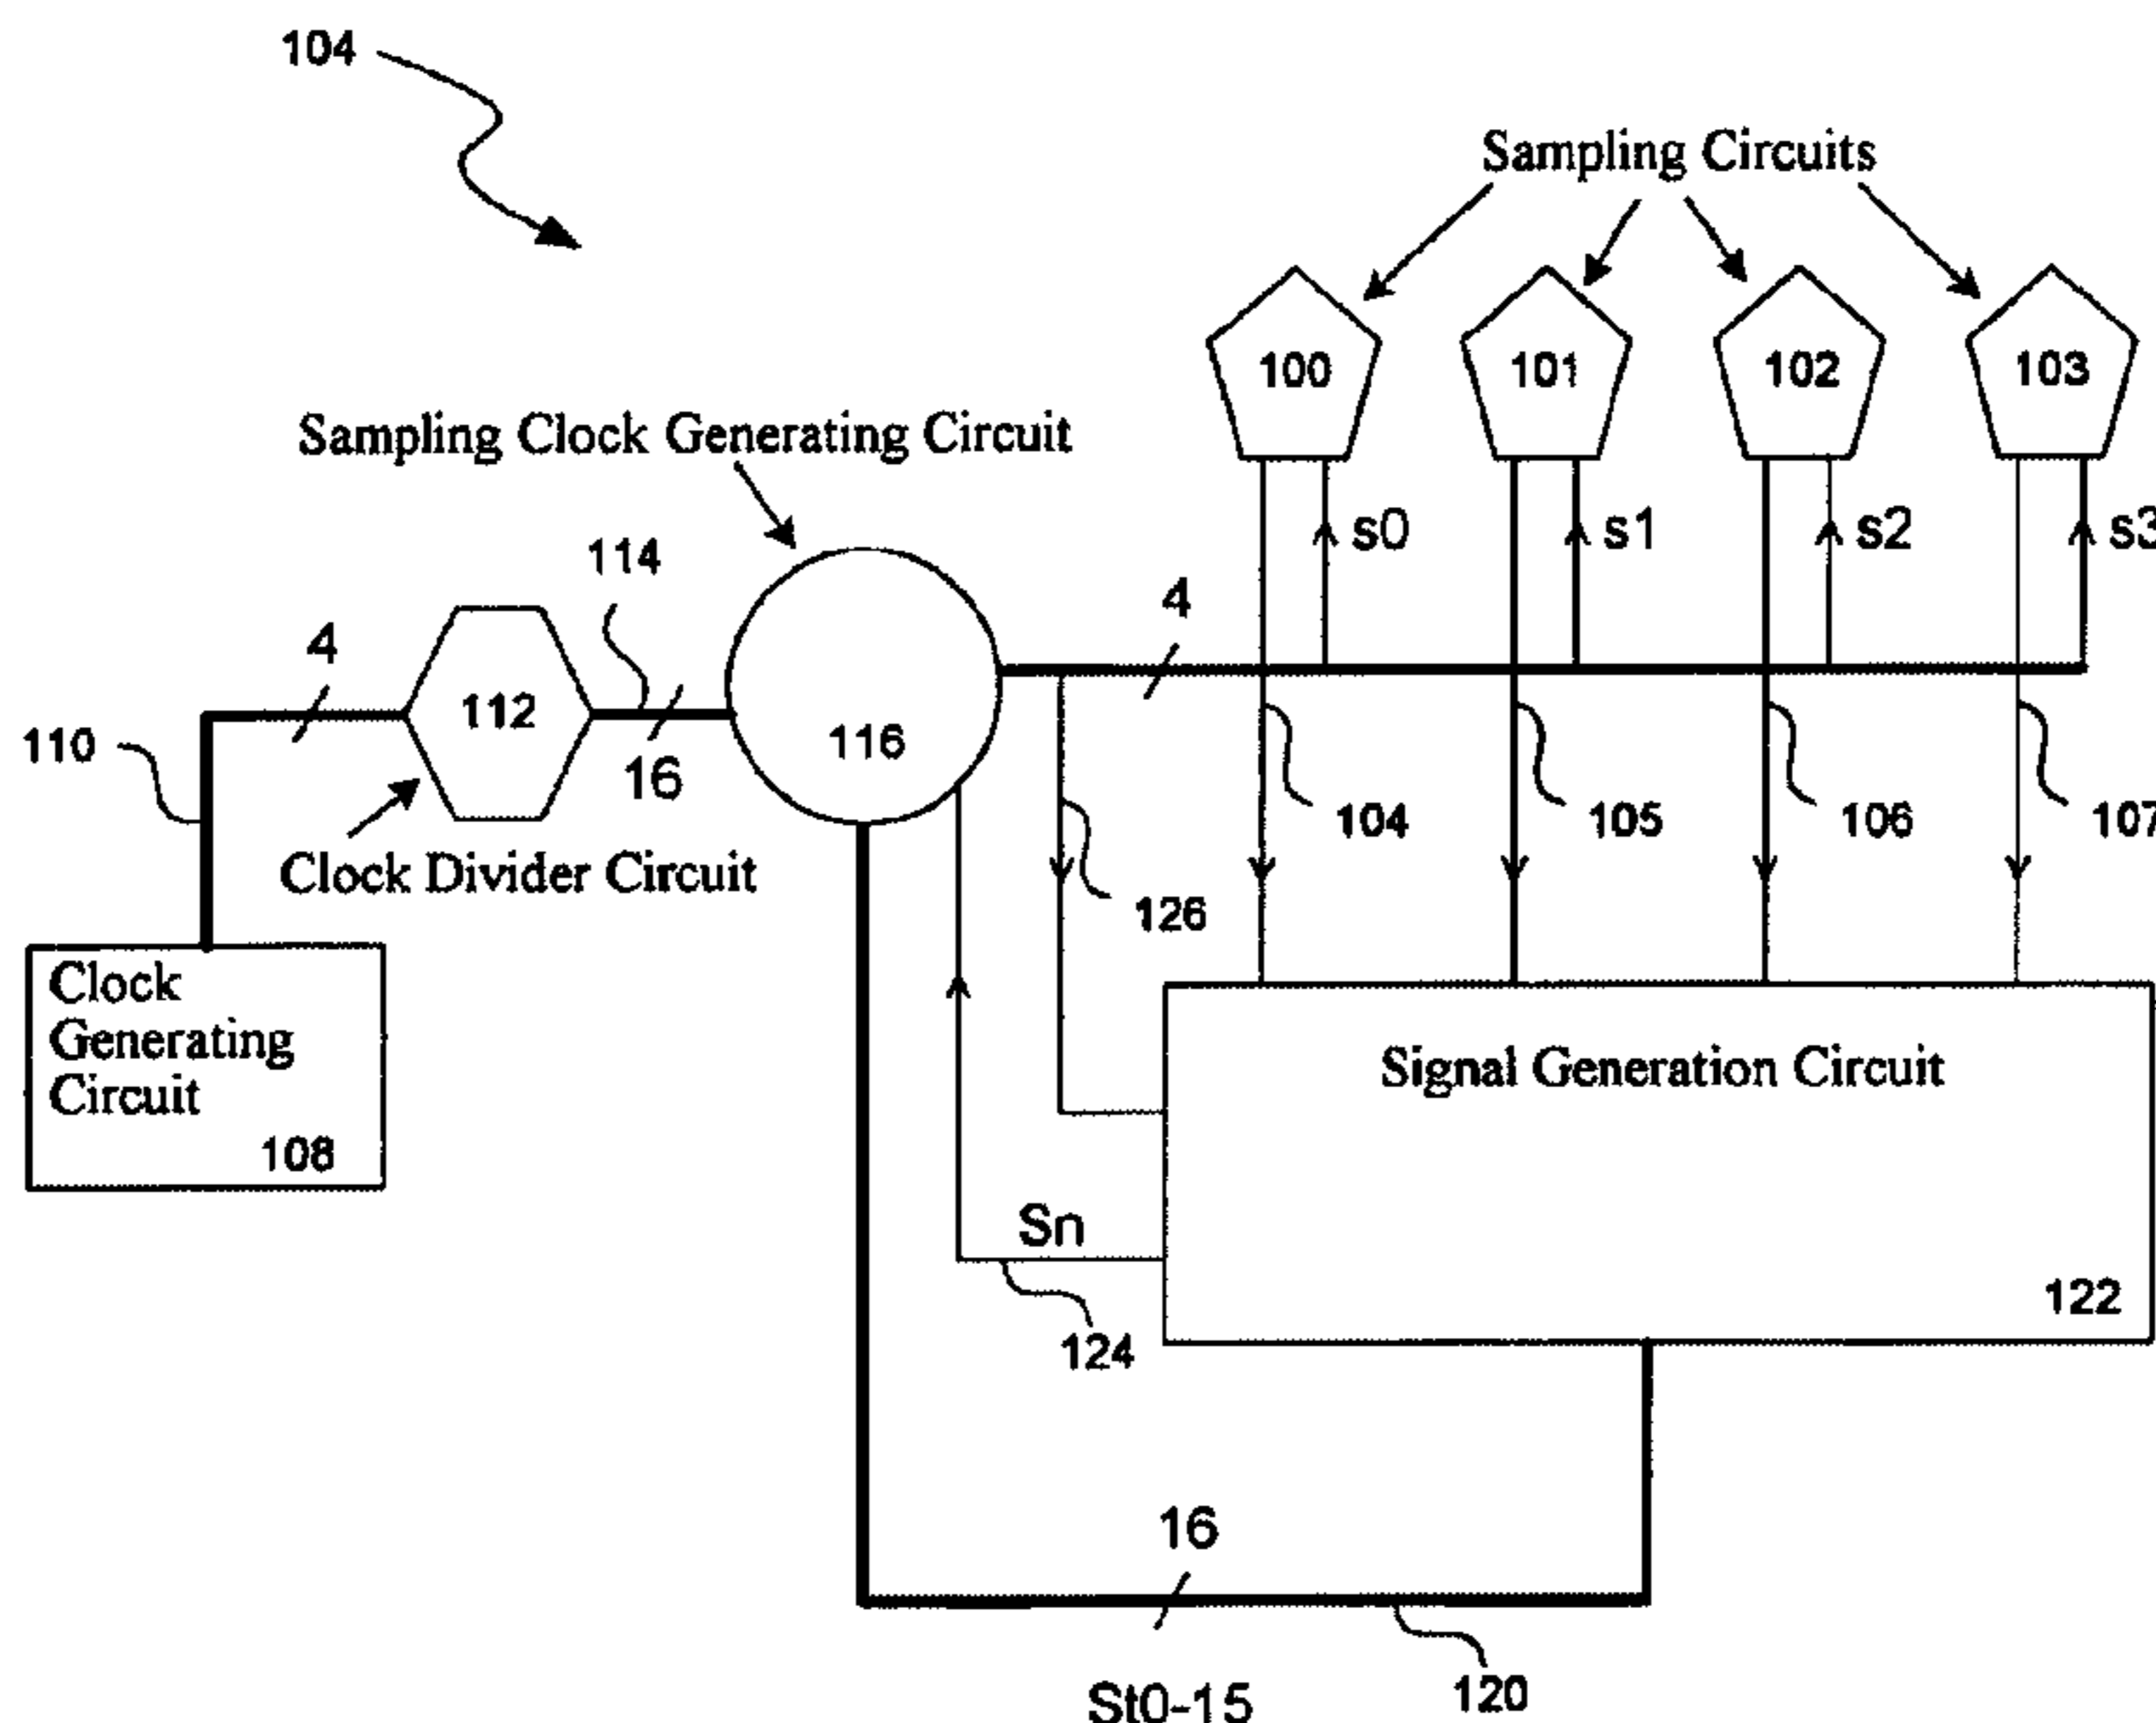 104
Sampling Circuits
100
101
102
103
Sampling Clock Generating Circuit
s0
s1
s2
s3
114
4
4
112
116
110
16
104
105
106
107
Clock Divider Circuit
126
Clock
Generating
Circuit
108
Signal Generation Circuit
Sn
122
124
16
St0-15
120